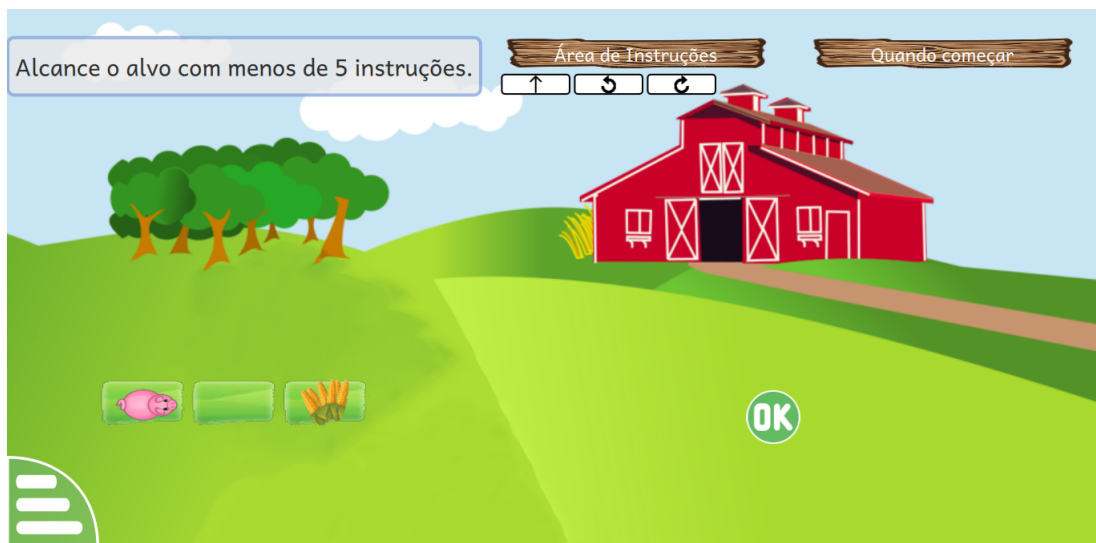 Alcance o alvo com menos de 5 instruções.
Área de Instruções
Quando começar
OK